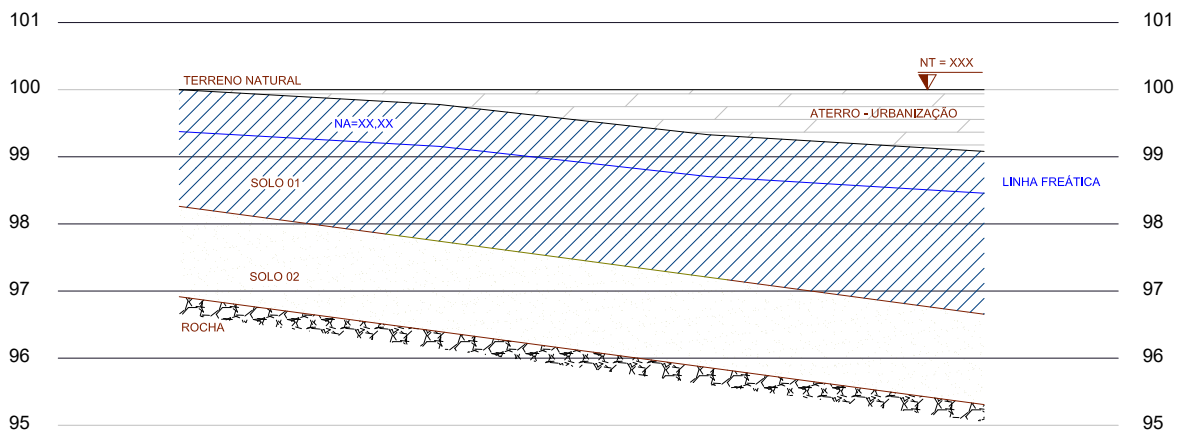 101 101
NT = XXX
TERRENO NATURAL
100 100
ATERRO - URBANIZAÇÃO
NA=XX,XX
99 99
SOLO 01
LINHA FREÁTICA
98 98
SOLO 02
97 97
ROCHA
96 96
95 95